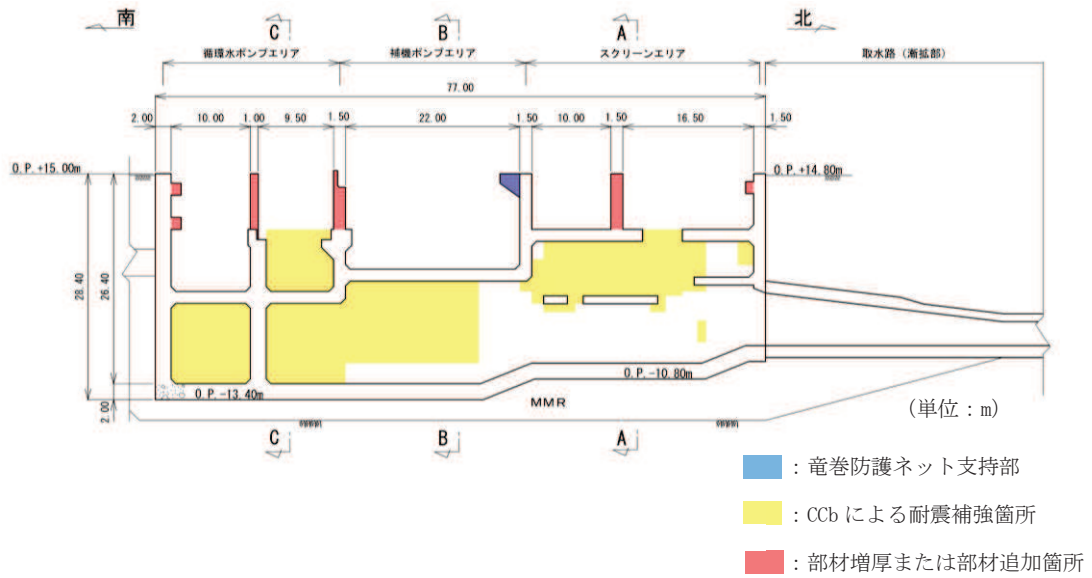 南
北
C
B
A
循環水ポンプエリア
補機ポンプエリア
スクリーンエリア
取水路（漸拡部）
77.00
2.00
10.00
1.00
9.50
1.50
22.00
1.50
10.00
1.50
16.50
1.50
O.P.+15.00m
O.P.+14.80m
28.40
26.40
2.00
O.P.-13.40m
O.P.-10.80m
MMR
C
B
A
（単位：m）
：竜巻防護ネット支持部
：CCb による耐震補強箇所
：部材増厚または部材追加箇所